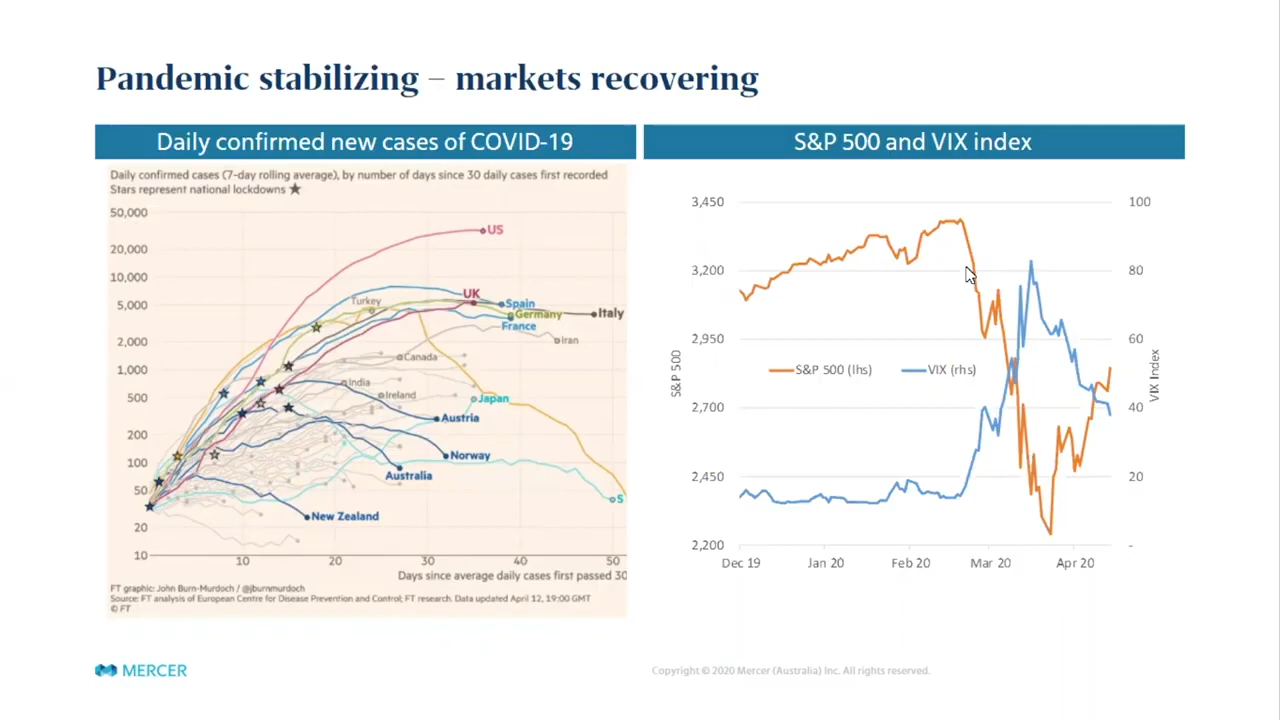 Pandemic stabilizing – markets recovering
Daily confirmed new cases of COVID-19
Daily confirmed cases (7-day rolling average), by number of days since 30 daily cases first recorded
Stars represent national lockdowns ★
50,000
20,000
10,000
5,000
2,000
1,000
500
200
100
50
20
10
US
UK
Turkey
Spain
Germany
Italy
France
Iran
Canada
India
Ireland
Japan
Austria
Norway
Australia
S
New Zealand
10
20
30
40
50
Days since average daily cases first passed 30
FT graphic: John Burn-Murdoch / @jburnmurdoch
Source: FT analysis of European Centre for Disease Prevention and Control; FT research. Data updated April 12, 19:00 GMT
© FT
S&P 500 and VIX index
3,450
3,200
2,950
2,700
2,450
2,200
S&P 500
S&P 500 (lhs)
VIX (rhs)
100
80
60
40
20
-
VIX Index
Dec 19
Jan 20
Feb 20
Mar 20
Apr 20
MERCER
Copyright © 2020 Mercer (Australia) Inc. All rights reserved.